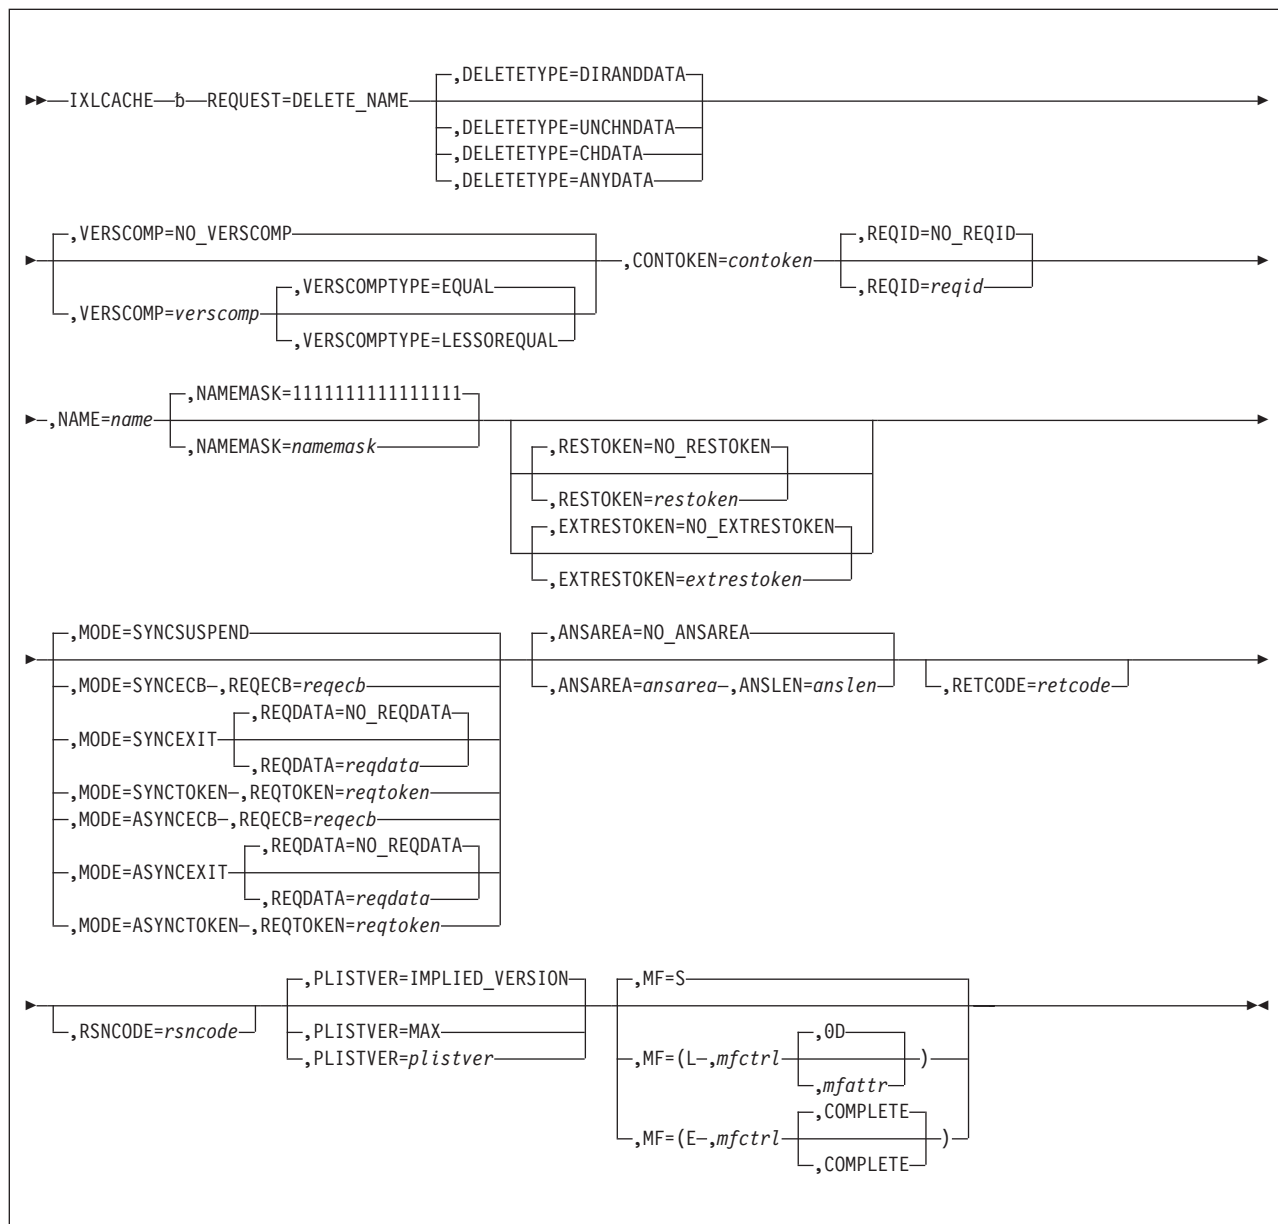 ,DELETETYPE=DIRANDDATA
IXLCACHE ƀ REQUEST=DELETE_NAME
,DELETETYPE=UNCHNDATA
,DELETETYPE=CHDATA
,DELETETYPE=ANYDATA
,VERSCOMP=NO_VERSCOMP ,REQID=NO_REQID
,CONTOKEN=contoken
,VERSCOMPTYPE=EQUAL ,REQID=reqid
,VERSCOMP=verscomp
,VERSCOMPTYPE=LESSOREQUAL
,NAMEMASK=1111111111111111
,NAME=name
,NAMEMASK=namemask ,RESTOKEN=NO_RESTOKEN
,RESTOKEN=restoken
,EXTRESTOKEN=NO_EXTRESTOKEN
,EXTRESTOKEN=extrestoken
,MODE=SYNCSUSPEND ,ANSAREA=NO_ANSAREA
,MODE=SYNCECB ,REQECB=reqecb ,ANSAREA=ansarea ,ANSLEN=anslen ,RETCODE=retcode
,REQDATA=NO_REQDATA
,MODE=SYNCEXIT
,REQDATA=reqdata
,MODE=SYNCTOKEN ,REQTOKEN=reqtoken
,MODE=ASYNCECB ,REQECB=reqecb
,REQDATA=NO_REQDATA
,MODE=ASYNCEXIT
,REQDATA=reqdata
,MODE=ASYNCTOKEN ,REQTOKEN=reqtoken
,PLISTVER=IMPLIED_VERSION ,MF=S
,RSNCODE=rsncode ,PLISTVER=MAX ,0D
,PLISTVER=plistver ,MF=(L ,mfctrl )
,mfattr
,COMPLETE
,MF=(E ,mfctrl )
,COMPLETE